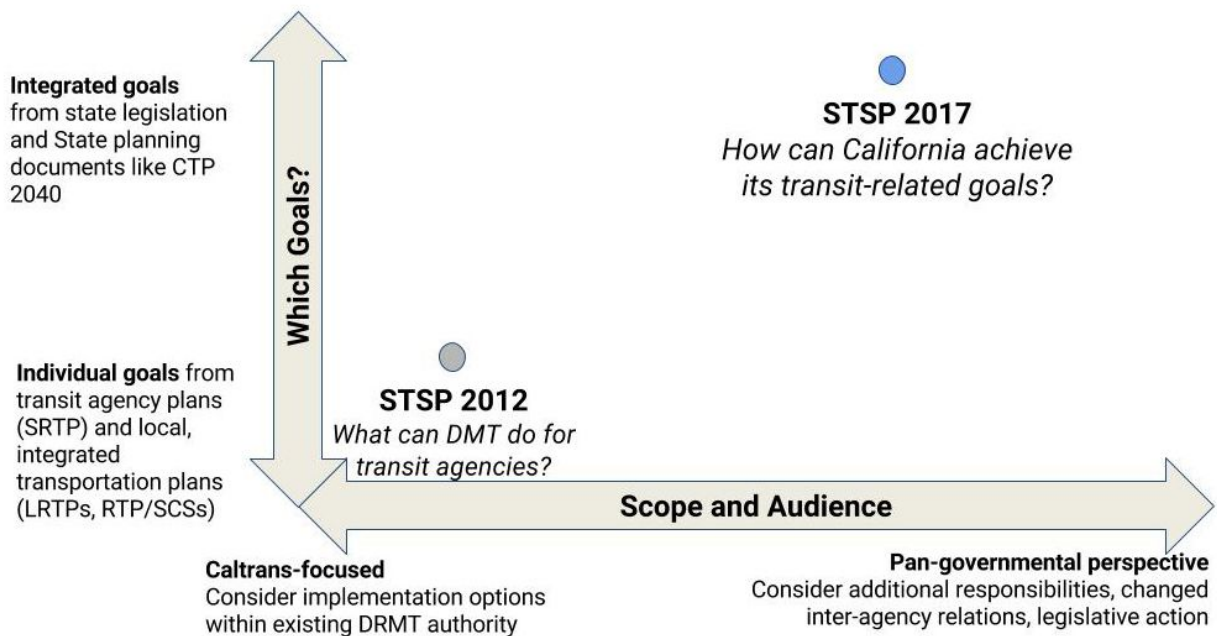 Integrated goals
from state legislation
and State planning
documents like CTP
2040
Which Goals?
STSP 2017
How can California achieve
its transit-related goals?
Individual goals from
transit agency plans
(SRTP) and local,
integrated
transportation plans
(LRTPs, RTP/SCSs)
STSP 2012
What can DMT do for
transit agencies?
Scope and Audience
Caltrans-focused
Consider implementation options
within existing DRMT authority
Pan-governmental perspective
Consider additional responsibilities, changed
inter-agency relations, legislative action